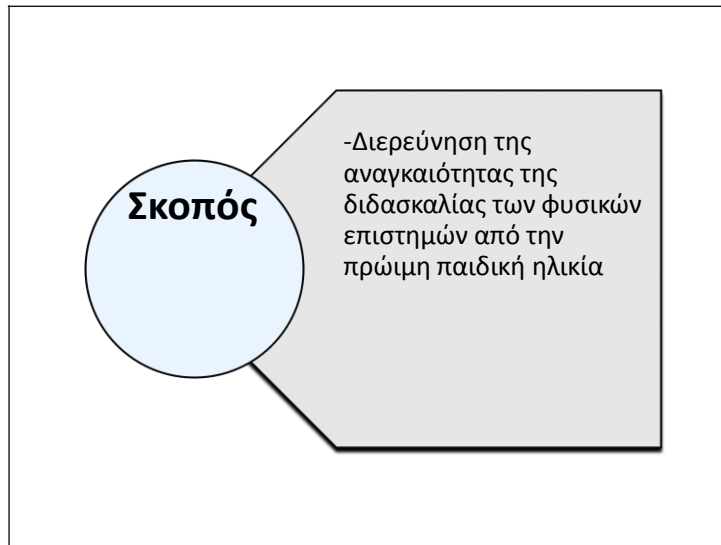 Σκοπός
-Διερεύνηση της
αναγκαιότητας της
διδασκαλίας των φυσικών
επιστημών από την
πρώιμη παιδική ηλικία